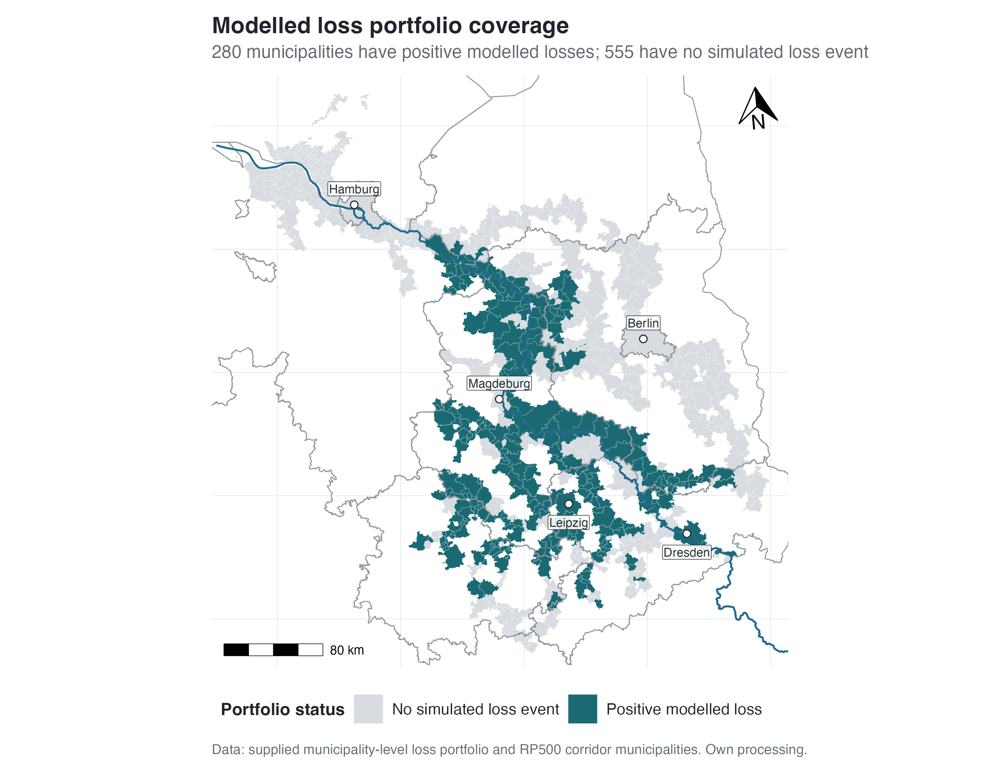 Modelled loss portfolio coverage
280 municipalities have positive modelled losses; 555 have no simulated loss event
N
Hamburg
Berlin
Magdeburg
Leipzig
Dresden
80 km
Portfolio status No simulated loss event Positive modelled loss
Data: supplied municipality-level loss portfolio and RP500 corridor municipalities. Own processing.